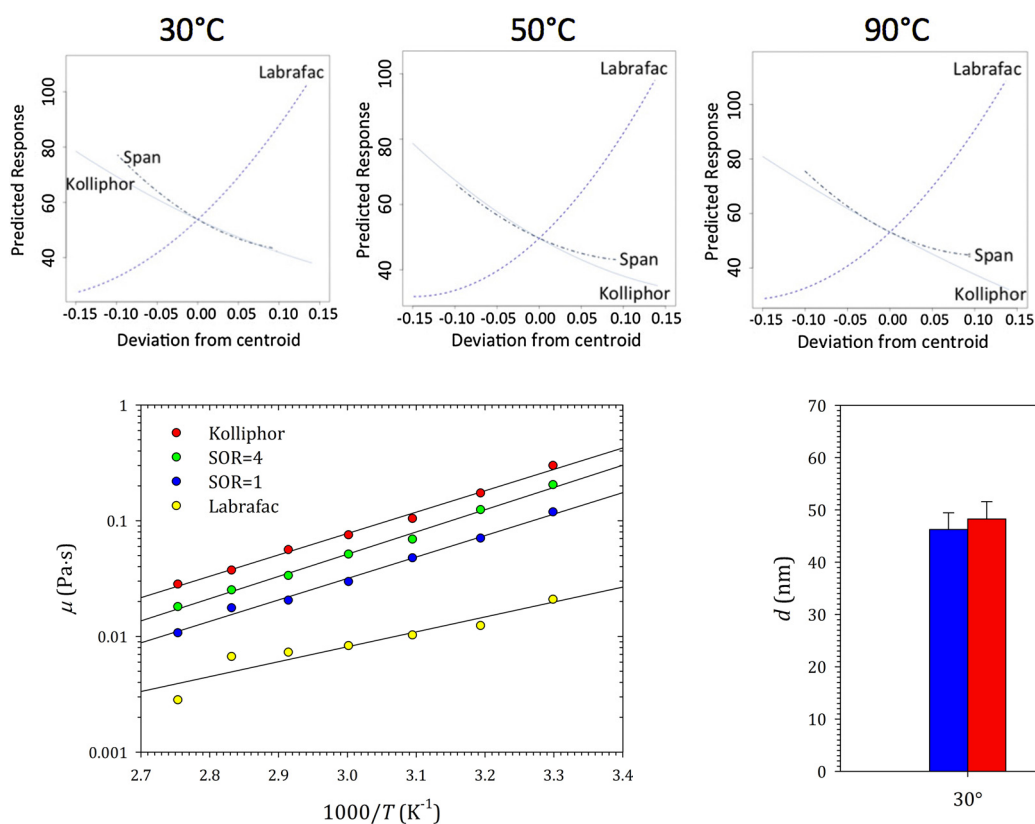 30°C
50°C
90°C
Predicted Response
100
80
60
40
Labrafac
Span
Kolliphor
-0.15 -0.10 -0.05 0.00 0.05 0.10 0.15
Deviation from centroid
Predicted Response
100
80
60
40
Labrafac
Span
Kolliphor
-0.15 -0.10 -0.05 0.00 0.05 0.10 0.15
Deviation from centroid
Predicted Response
100
80
60
40
Labrafac
Span
Kolliphor
-0.15 -0.10 -0.05 0.00 0.05 0.10 0.15
Deviation from centroid
μ (Pa·s)
1
0.1
0.01
0.001
Kolliphor
SOR=4
SOR=1
Labrafac
2.7 2.8 2.9 3.0 3.1 3.2 3.3 3.4
1000/T (K⁻¹)
d (nm)
70
60
50
40
30
20
10
0
30°